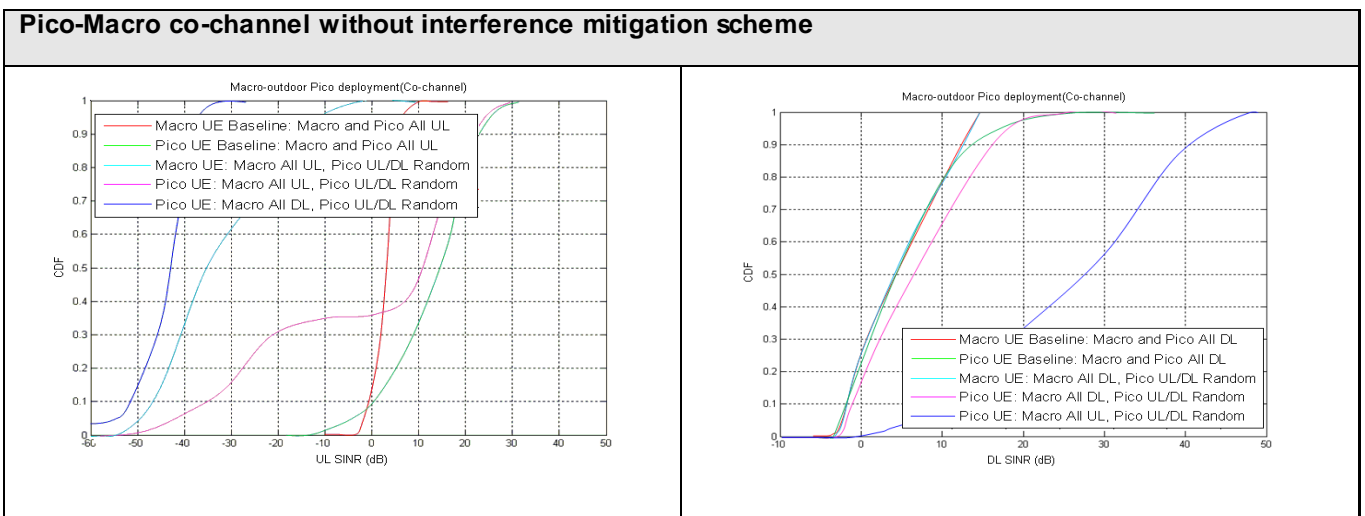 Pico-Macro co-channel without interference mitigation scheme
Macro-outdoor Pico deployment(Co-channel)
1
0.9
0.8
0.7
0.6
0.5
0.4
0.3
0.2
0.1
0
CDF
Macro UE Baseline: Macro and Pico All UL
Pico UE Baseline: Macro and Pico All UL
Macro UE: Macro All UL, Pico UL/DL Random
Pico UE: Macro All UL, Pico UL/DL Random
Pico UE: Macro All DL, Pico UL/DL Random
-60 -50 -40 -30 -20 -10 0 10 20 30 40 50
UL SINR (dB)
Macro-outdoor Pico deployment(Co-channel)
1
0.9
0.8
0.7
0.6
0.5
0.4
0.3
0.2
0.1
0
CDF
Macro UE Baseline: Macro and Pico All DL
Pico UE Baseline: Macro and Pico All DL
Macro UE: Macro All DL, Pico UL/DL Random
Pico UE: Macro All DL, Pico UL/DL Random
Pico UE: Macro All UL, Pico UL/DL Random
-10 0 10 20 30 40 50
DL SINR (dB)